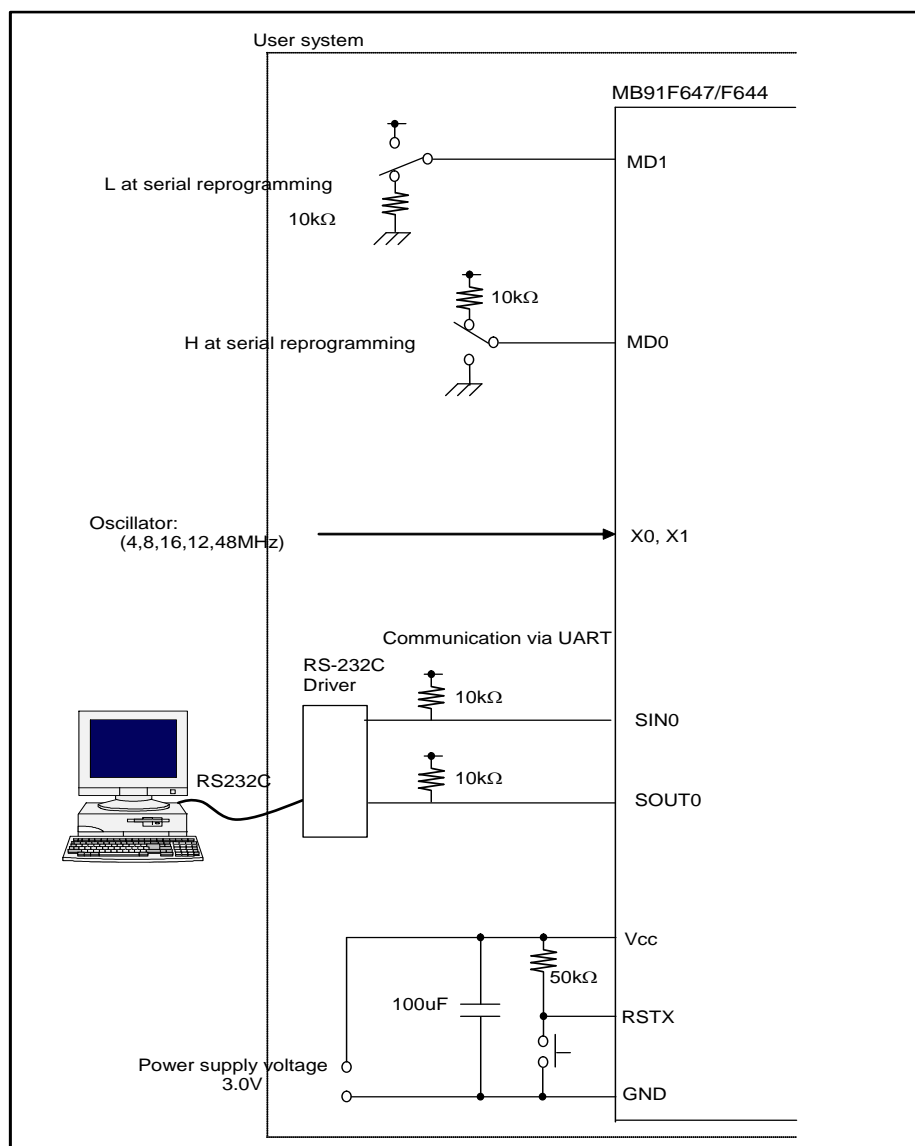 User system
MB91F647/F644
MD1
L at serial reprogramming
10kΩ
10kΩ
H at serial reprogramming
MD0
Oscillator:
(4,8,16,12,48MHz)
X0, X1
Communication via UART
RS-232C
Driver
10kΩ
SIN0
RS232C
10kΩ
SOUT0
Vcc
50kΩ
100uF
RSTX
Power supply voltage
3.0V
GND